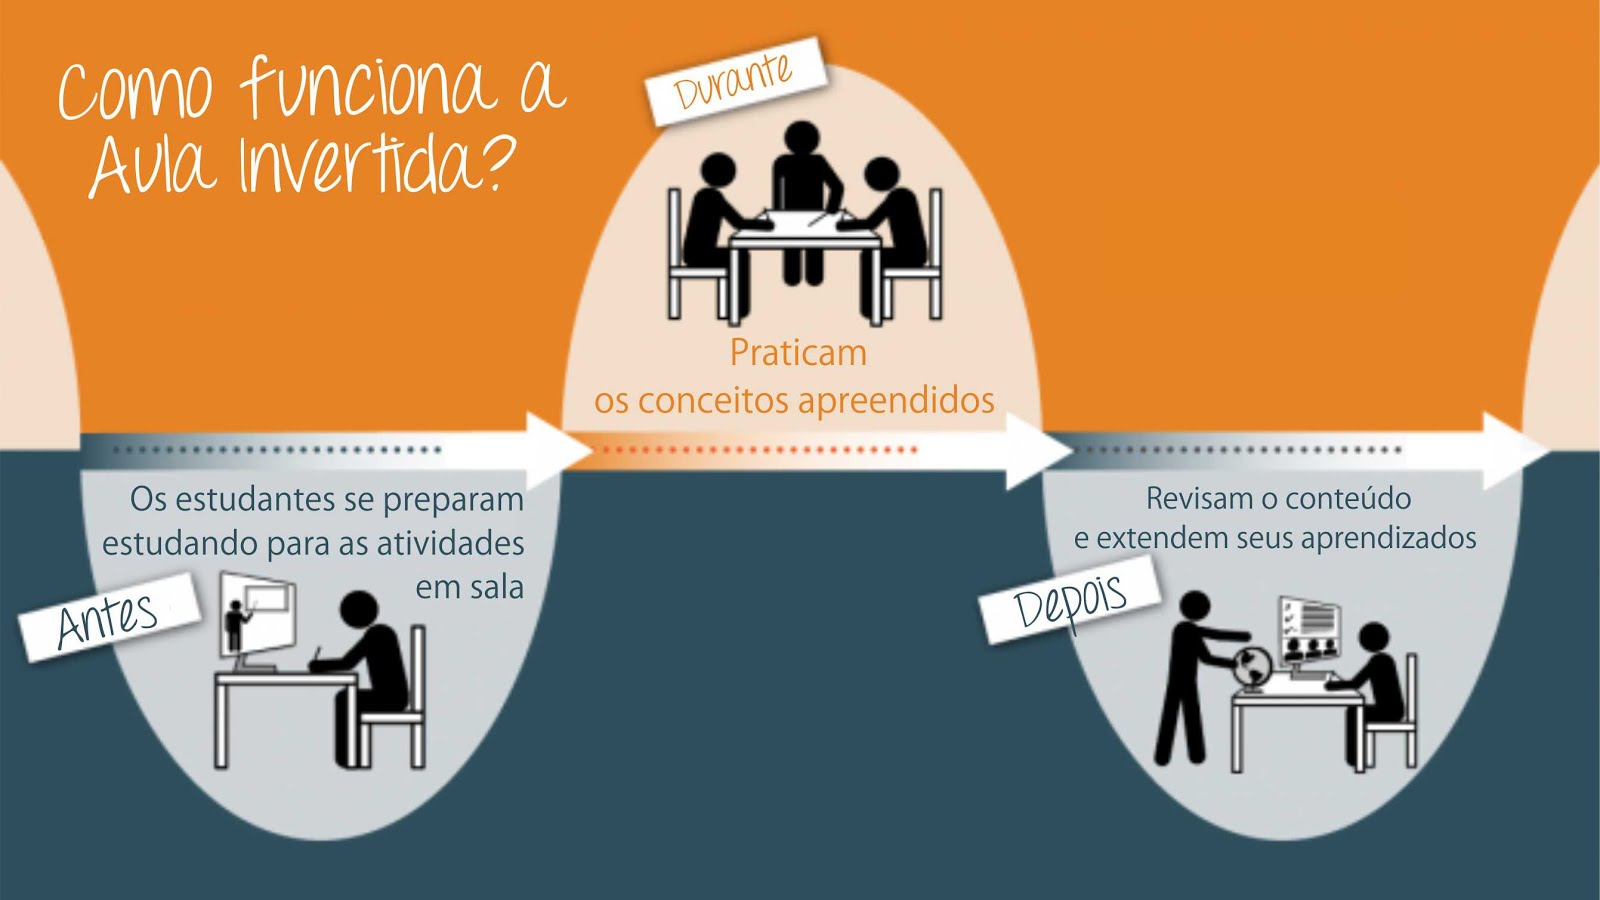 Como funciona a
Aula Invertida?
Durante
Praticam
os conceitos apreendidos
Os estudantes se preparam
estudando para as atividades
em sala
Antes
Revisam o conteúdo
e extendem seus aprendizados
Depois